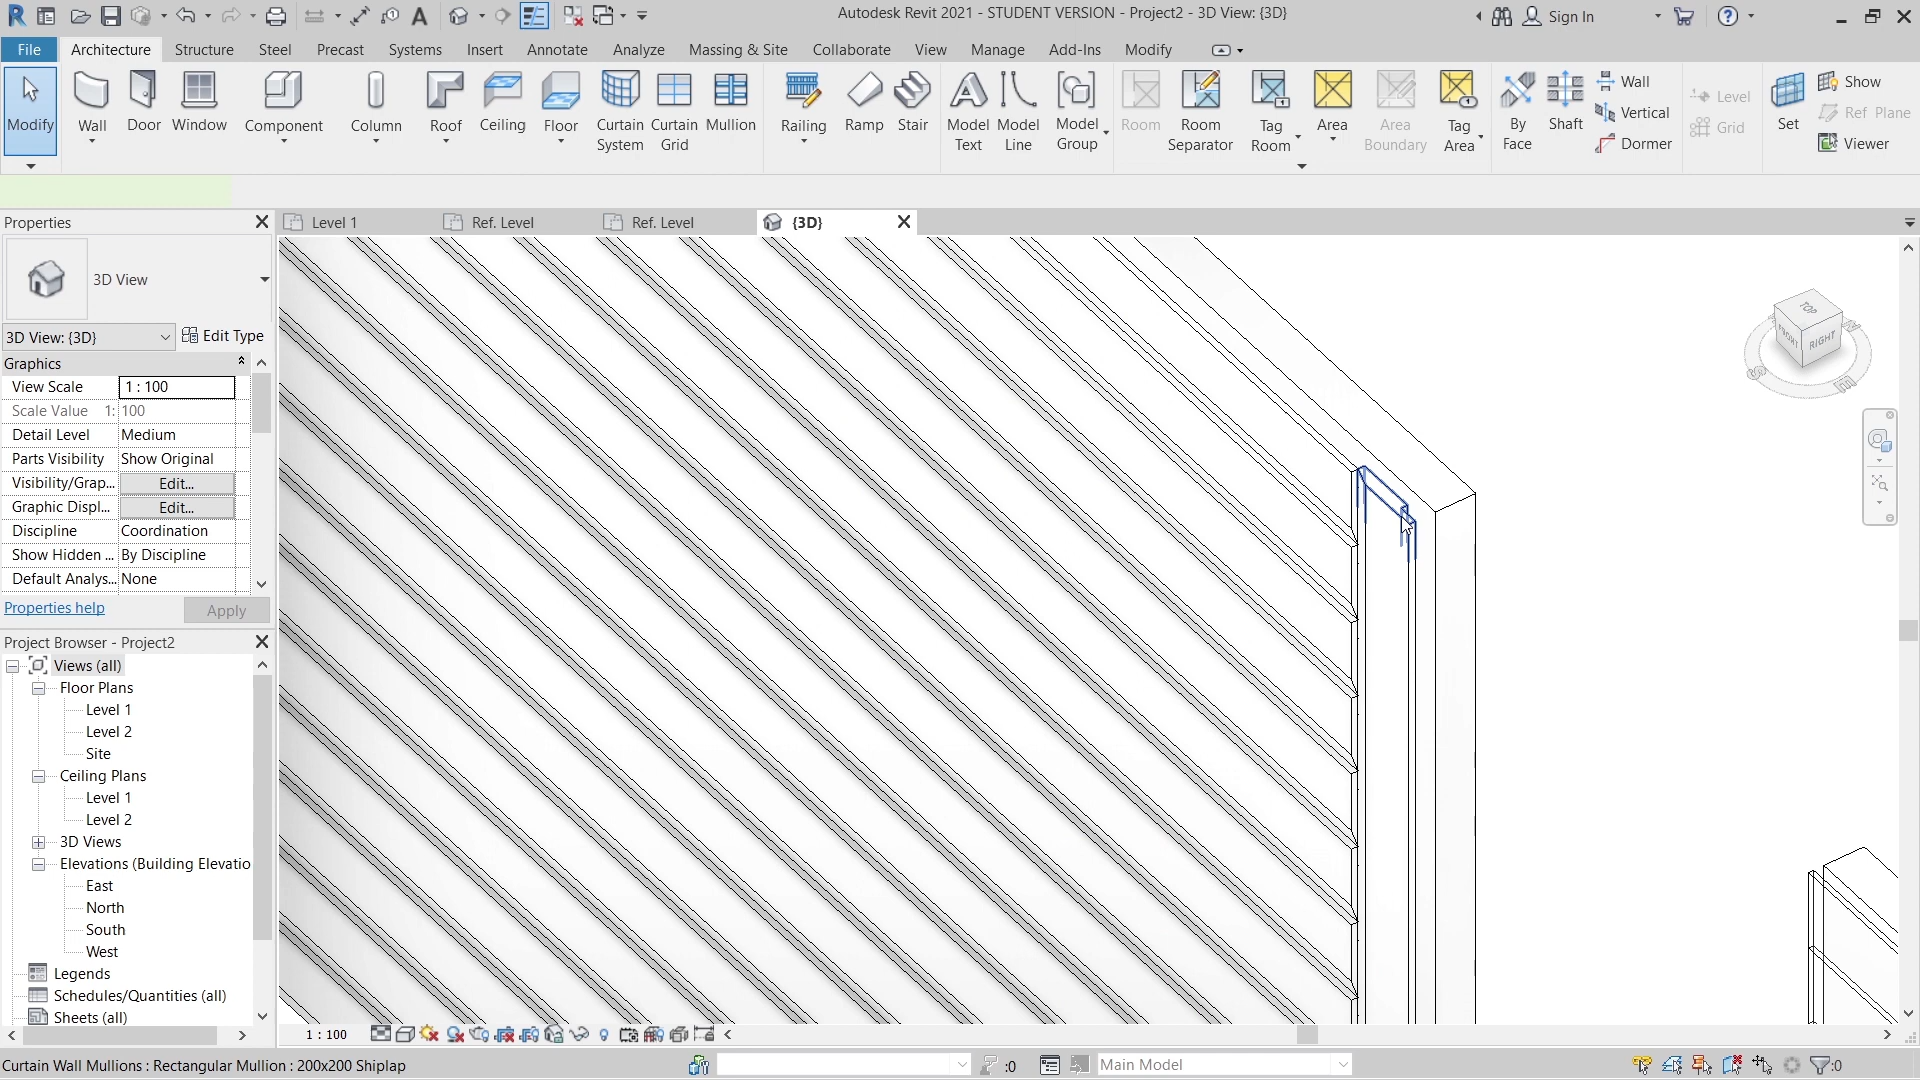 Autodesk Revit 2021 - STUDENT VERSION - Project2 - 3D View: {3D}
Sign In
File
Architecture
Structure
Steel
Precast
Systems
Insert
Annotate
Analyze
Massing & Site
Collaborate
View
Manage
Add-Ins
Modify
Modify
Wall
Door
Window
Component
Column
Roof
Ceiling
Floor
Curtain System
Curtain Grid
Mullion
Railing
Ramp
Stair
Model Text
Model Line
Model Group
Room
Room Separator
Tag Room
Area
Area Boundary
Tag Area
By Face
Shaft
Wall
Vertical
Dormer
Level
Grid
Set
Show
Ref Plane
Viewer
Properties
Level 1
Ref. Level
Ref. Level
{3D}
3D View
3D View: {3D}
Edit Type
Graphics
View Scale 1 : 100
Scale Value 1: 100
Detail Level Medium
Parts Visibility Show Original
Visibility/Grap... Edit...
Graphic Displ... Edit...
Discipline Coordination
Show Hidden ... By Discipline
Default Analys... None
Properties help
Apply
Project Browser - Project2
Views (all)
Floor Plans
Level 1
Level 2
Site
Ceiling Plans
Level 1
Level 2
3D Views
Elevations (Building Elevatio
East
North
South
West
Legends
Schedules/Quantities (all)
Sheets (all)
TOP
FRONT
RIGHT
N
S
E
1 : 100
Curtain Wall Mullions : Rectangular Mullion : 200x200 Shiplap
:0
Main Model
:0